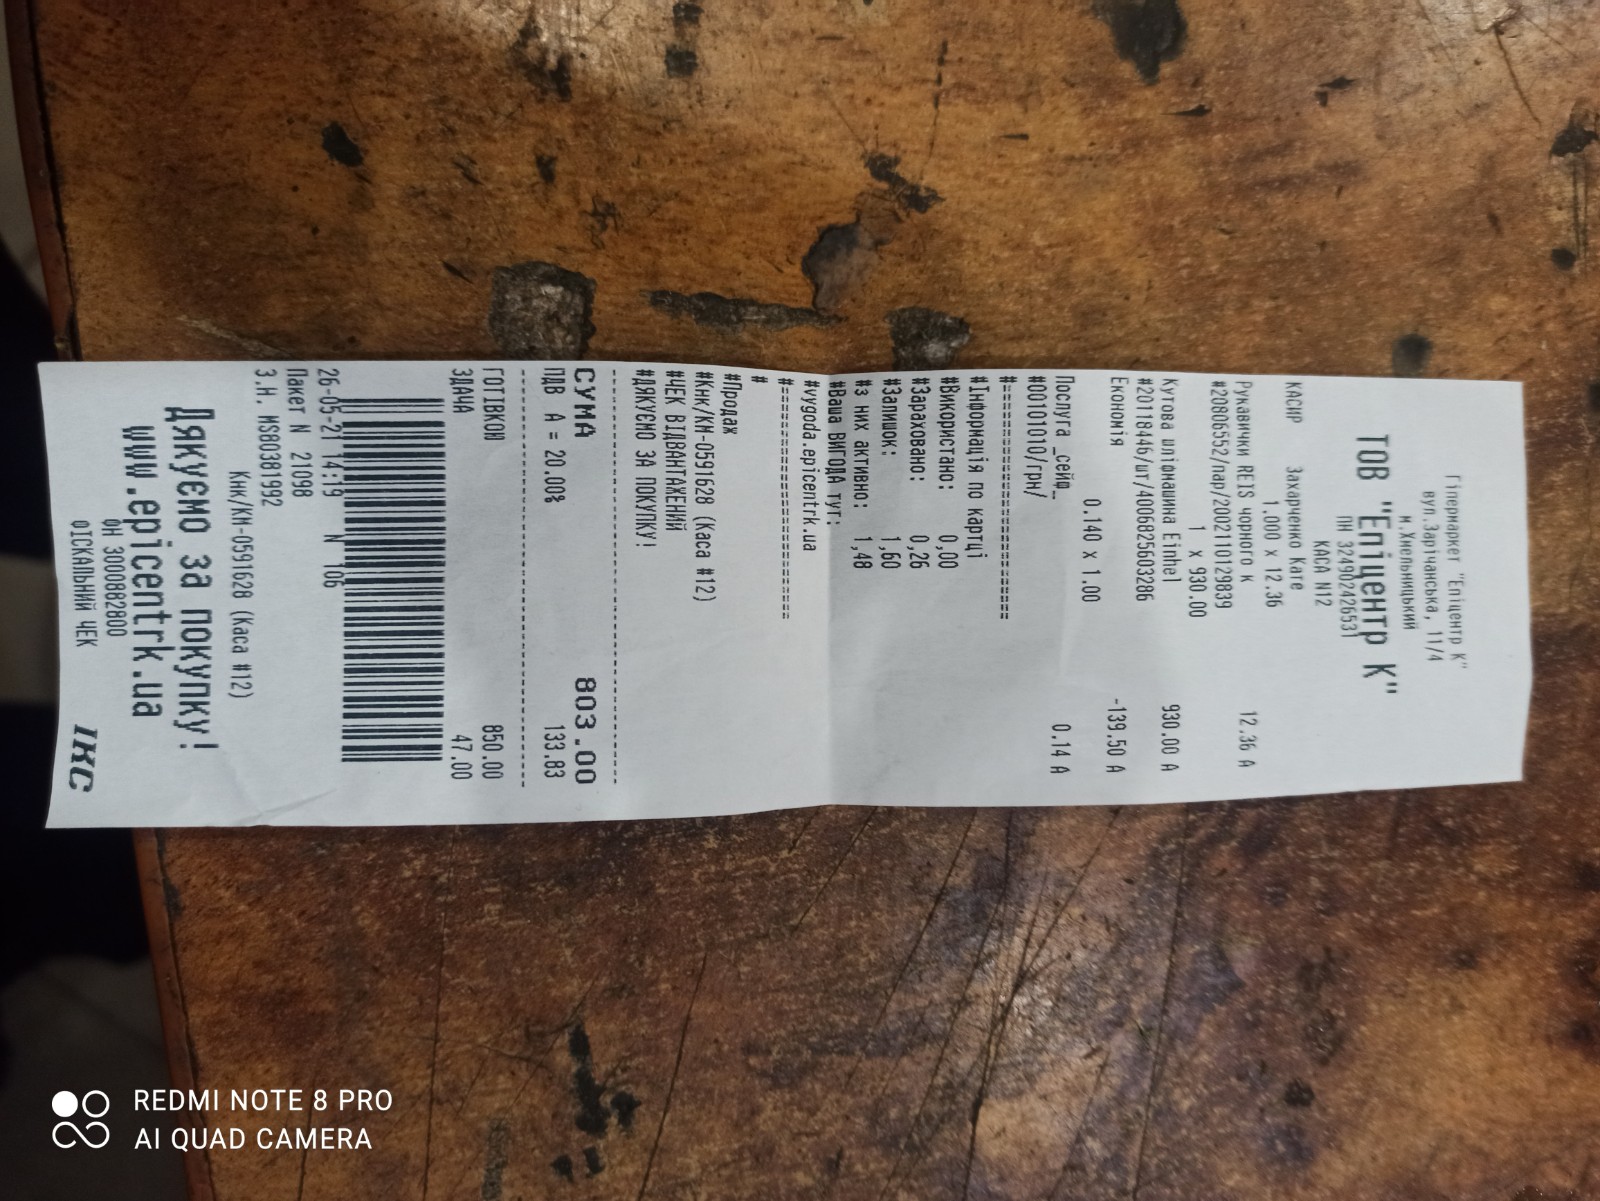 Гіпермаркет "Епіцентр К"
вул.Зарічанська, 11/4
м.Хмельницький
ТОВ "Епіцентр К"
ПН 324902426531
КАСА N12
КАСИР Захарченко Кате
1.000 x 12.36
Рукавички REIS чорного к 12.36 А
#2080655​2/пар/2002110129839
1 x 930.00
Кутова шліфмашина Einhel 930.00 А
#20118446/шт/4006825603286
Економія -139.50 А
0.140 x 1.00
Послуга _сейф_ 0.14 А
#00101010/грн/
#=======================
#Інформація по картці
#Використано: 0,00
#Зараховано: 0,26
#Залишок: 1,60
#з них активно: 1,48
#Ваша ВИГОДА тут:
#vygoda.epicentrk.ua
#=======================
#
#Продаж
#Кнк/КМ-0591628 (Каса #12)
#ЧЕК ВІДВАНТАЖЕНИЙ
#ДЯКУЄМО ЗА ПОКУПКУ!
СУМА 803.00
ПДВ А = 20.00% 133.83
ГОТІВКОЮ 850.00
ЗДАЧА 47.00
26-05-21 14:19 N 106
Пакет N 21098
З.Н. MS80381992
Кнк/КМ-0591628 (Каса #12)
Дякуємо за покупку!
www.epicentrk.ua
ФН 3000882800
ФІСКАЛЬНИЙ ЧЕК
ІКС
REDMI NOTE 8 PRO
AI QUAD CAMERA